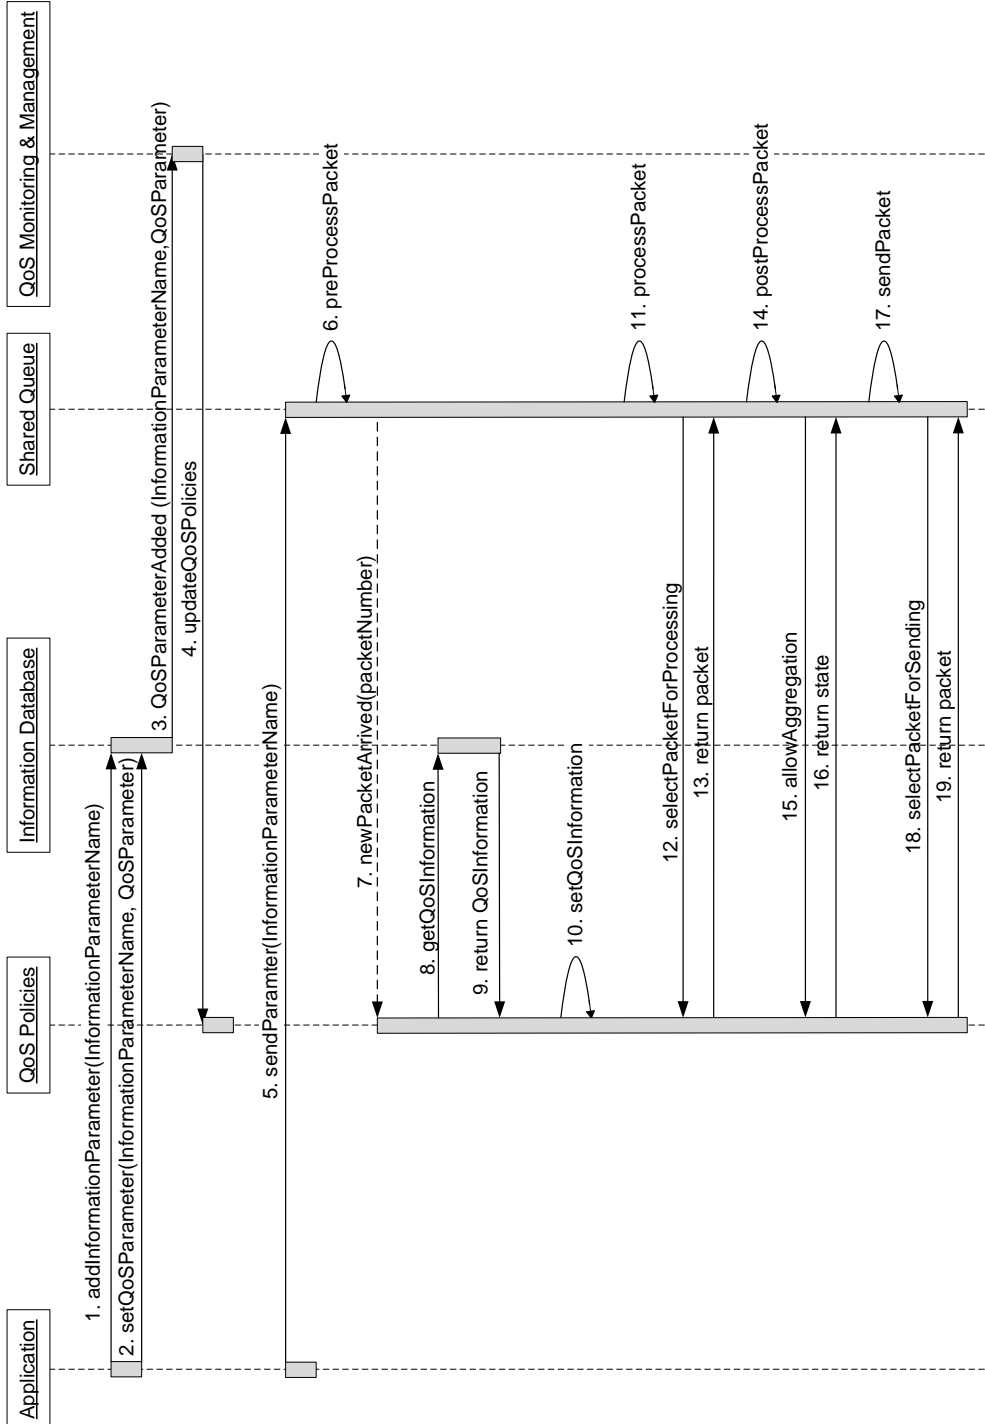 Application
QoS Policies
Information Database
Shared Queue
QoS Monitoring & Management
1. addInformationParameter(InformationParameterName)
2. setQoSParameter(InformationParameterName, QoSParameter)
3. QoSParameterAdded (InformationParameterName,QoSParameter)
4. updateQoSPolicies
5. sendParamter(InformationParameterName)
6. preProcessPacket
7. newPacketArrived(packetNumber)
8. getQoSInformation
9. return QoSInformation
10. setQoSInformation
11. processPacket
12. selectPacketForProcessing
13. return packet
14. postProcessPacket
15. allowAggregation
16. return state
17. sendPacket
18. selectPacketForSending
19. return packet